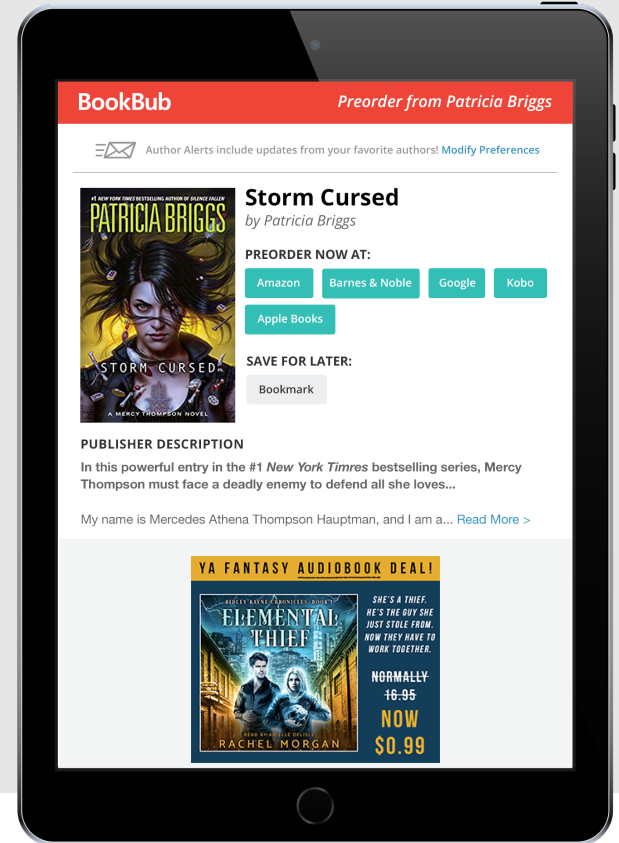 BookBub
Preorder from Patricia Briggs
Author Alerts include updates from your favorite authors! Modify Preferences
#1 NEW YORK TIMES BESTSELLING AUTHOR OF SILENCE FALLEN
PATRICIA BRIGGS
STORM CURSED
A MERCY THOMPSON NOVEL
Storm Cursed
by Patricia Briggs
PREORDER NOW AT:
Amazon
Barnes & Noble
Google
Kobo
Apple Books
SAVE FOR LATER:
Bookmark
PUBLISHER DESCRIPTION
In this powerful entry in the #1 New York Timres bestselling series, Mercy
Thompson must face a deadly enemy to defend all she loves...
My name is Mercedes Athena Thompson Hauptman, and I am a... Read More >
YA FANTASY AUDIOBOOK DEAL!
RIDLEY KAYNE CHRONICLES BOOK 1
ELEMENTAL
THIEF
READ BY ARIELLE DELISLE
RACHEL MORGAN
SHE'S A THIEF.
HE'S THE GUY SHE
JUST STOLE FROM.
NOW THEY HAVE TO
WORK TOGETHER.
NORMALLY
16.95
NOW
$0.99